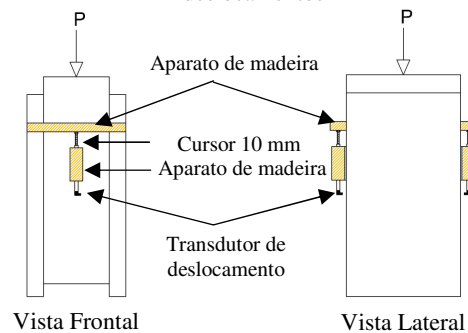 P
P
Aparato de madeira
Cursor 10 mm
Aparato de madeira
Transdutor de
deslocamento
Vista Frontal
Vista Lateral